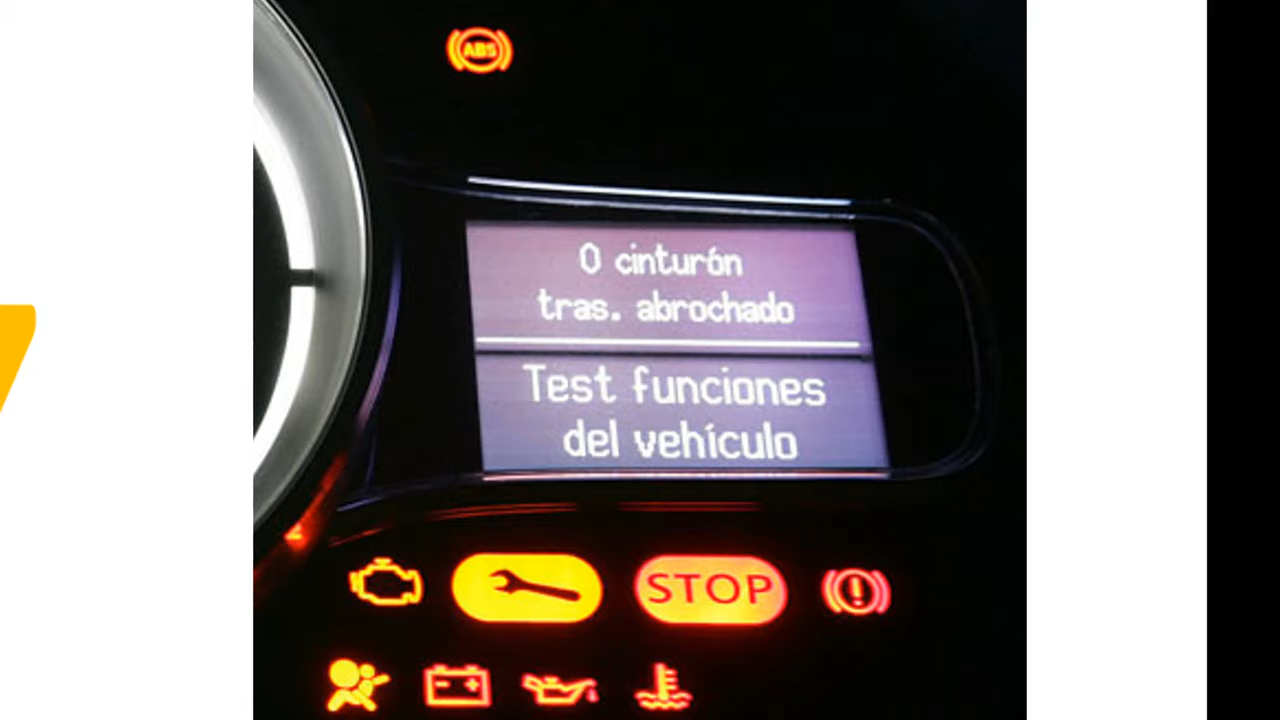 ABS
0 cinturón
tras. abrochado
Test funciones
del vehículo
STOP